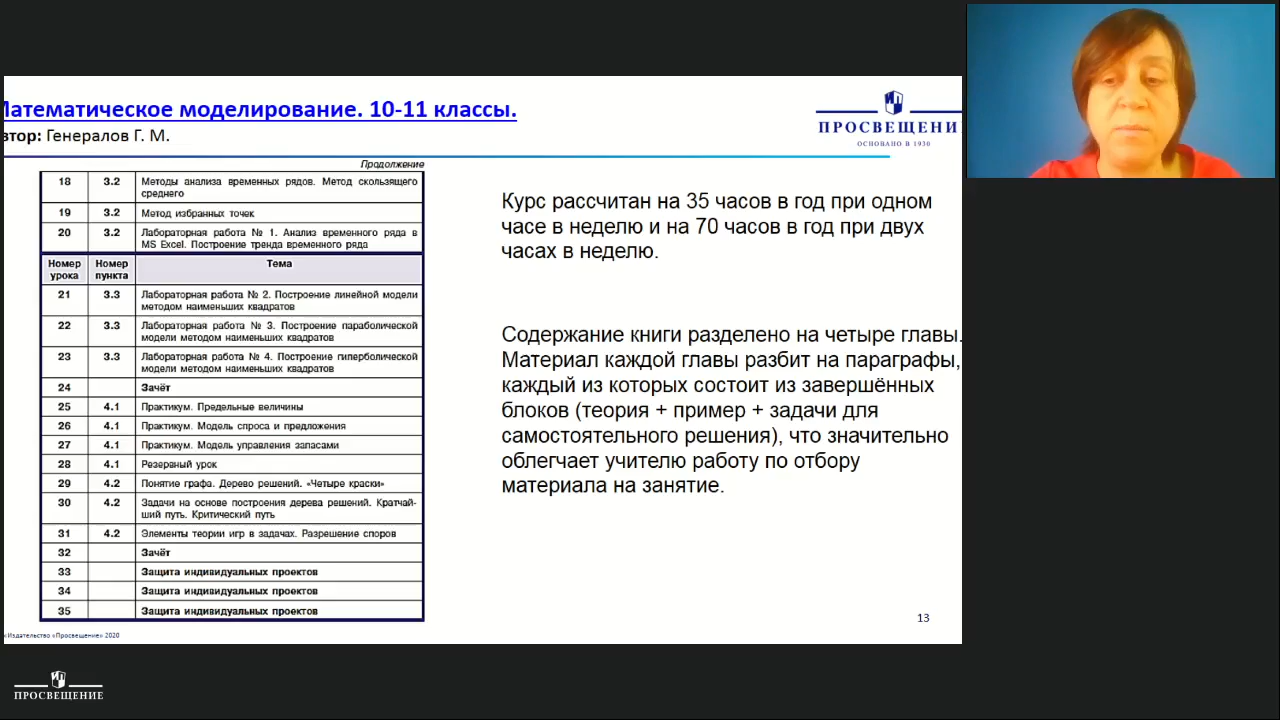 Математическое моделирование. 10-11 классы.
втор: Генералов Г. М.
ПРОСВЕЩЕНИ
ОСНОВАНО В 1930
Продолжение
18 3.2 Методы анализа временных рядов. Метод скользящего
среднего
19 3.2 Метод избранных точек
20 3.2 Лабораторная работа № 1. Анализ временного ряда в
MS Excel. Построение тренда временного ряда
Номер Номер Тема
урока пункта
21 3.3 Лабораторная работа № 2. Построение линейной модели
методом наименьших квадратов
22 3.3 Лабораторная работа № 3. Построение параболической
модели методом наименьших квадратов
23 3.3 Лабораторная работа № 4. Построение гиперболической
модели методом наименьших квадратов
24 Зачёт
25 4.1 Практикум. Предельные величины
26 4.1 Практикум. Модель спроса и предложения
27 4.1 Практикум. Модель управления запасами
28 4.1 Резервный урок
29 4.2 Понятие графа. Дерево решений. «Четыре краски»
30 4.2 Задачи на основе построения дерева решений. Кратчай-
ший путь. Критический путь
31 4.2 Элементы теории игр в задачах. Разрешение споров
32 Зачёт
33 Защита индивидуальных проектов
34 Защита индивидуальных проектов
35 Защита индивидуальных проектов
Курс рассчитан на 35 часов в год при одном
часе в неделю и на 70 часов в год при двух
часах в неделю.
Содержание книги разделено на четыре главы.
Материал каждой главы разбит на параграфы,
каждый из которых состоит из завершённых
блоков (теория + пример + задачи для
самостоятельного решения), что значительно
облегчает учителю работу по отбору
материала на занятие.
13
«Издательство «Просвещение» 2020
ПРОСВЕЩЕНИЕ